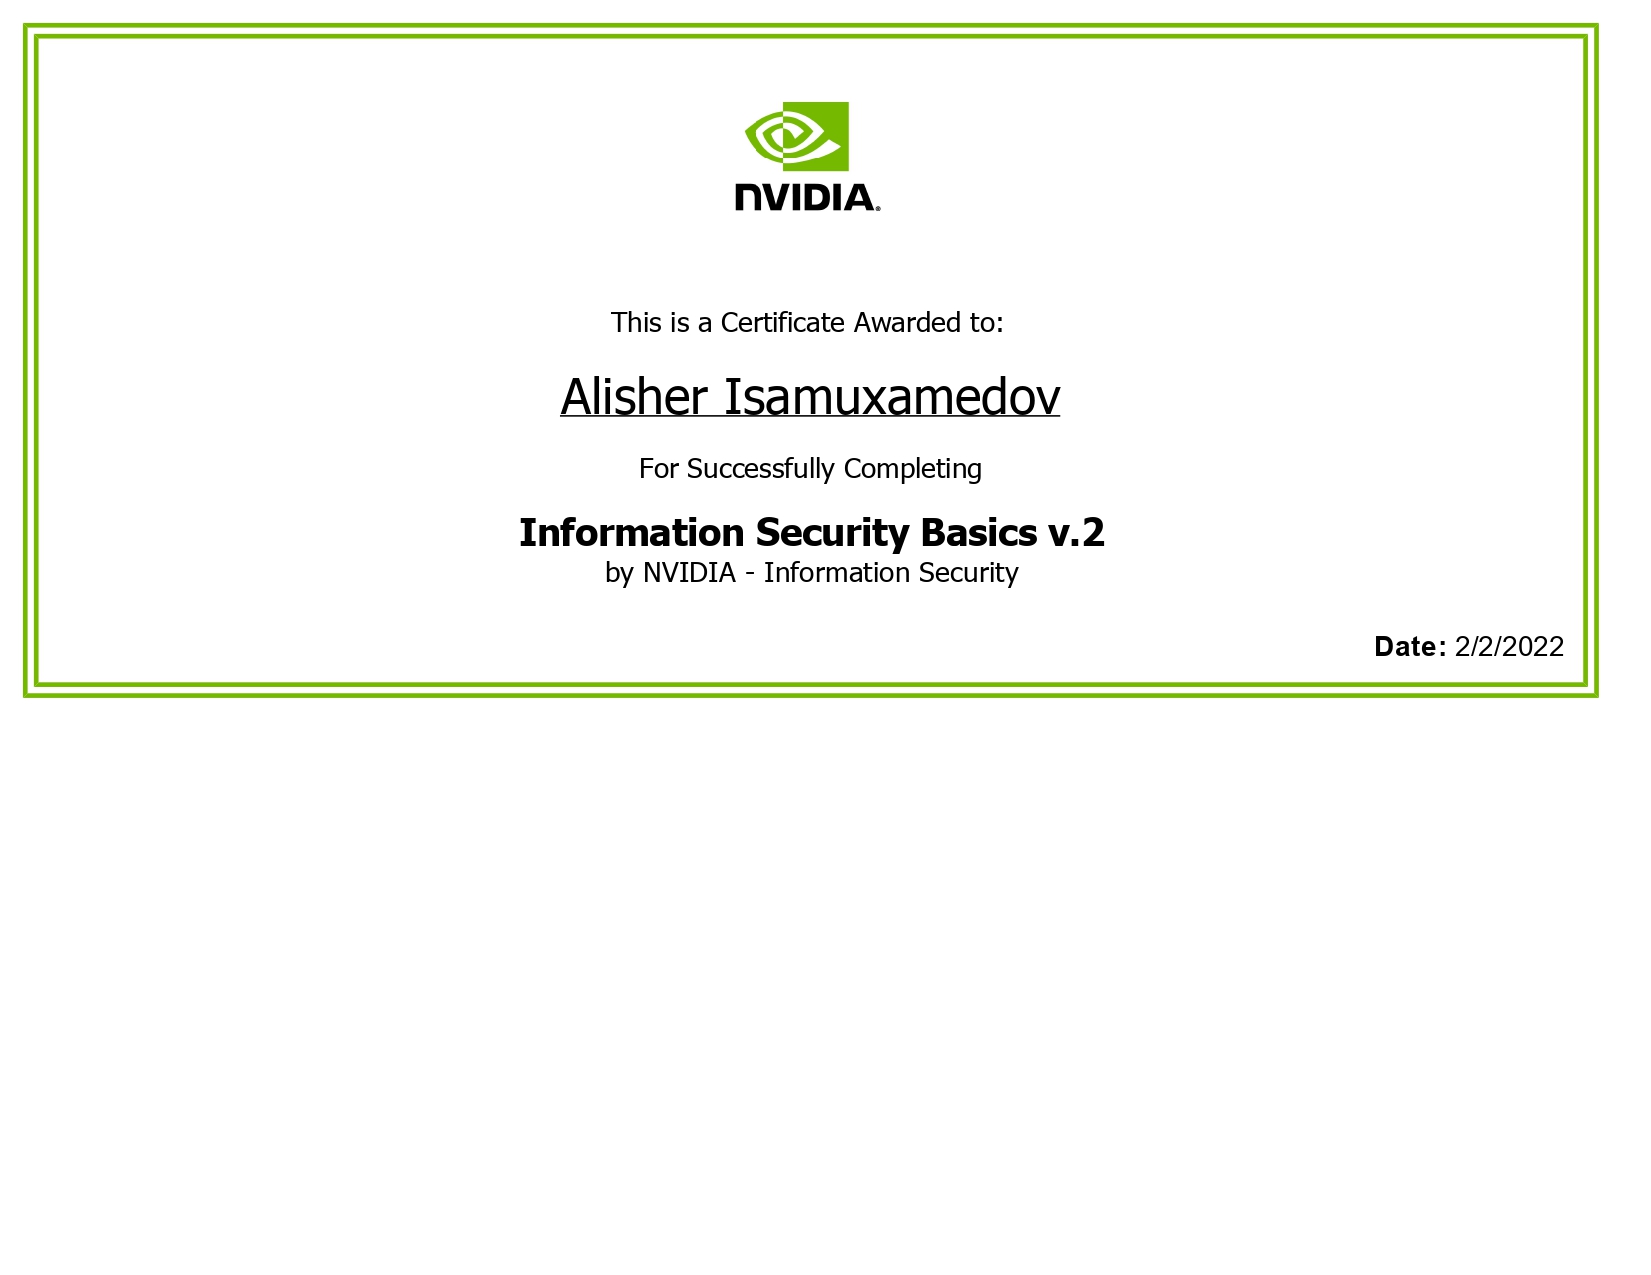 NVIDIA®
This is a Certificate Awarded to:
Alisher Isamuxamedov
For Successfully Completing
Information Security Basics v.2
by NVIDIA - Information Security
Date: 2/2/2022